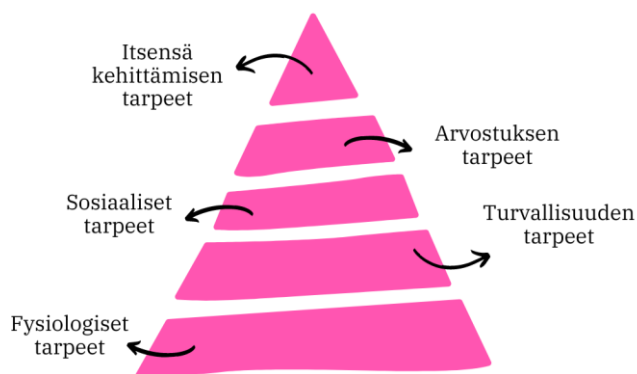 Itsensä
kehittämisen
tarpeet
Arvostuksen
tarpeet
Sosiaaliset
tarpeet
Turvallisuuden
tarpeet
Fysiologiset
tarpeet